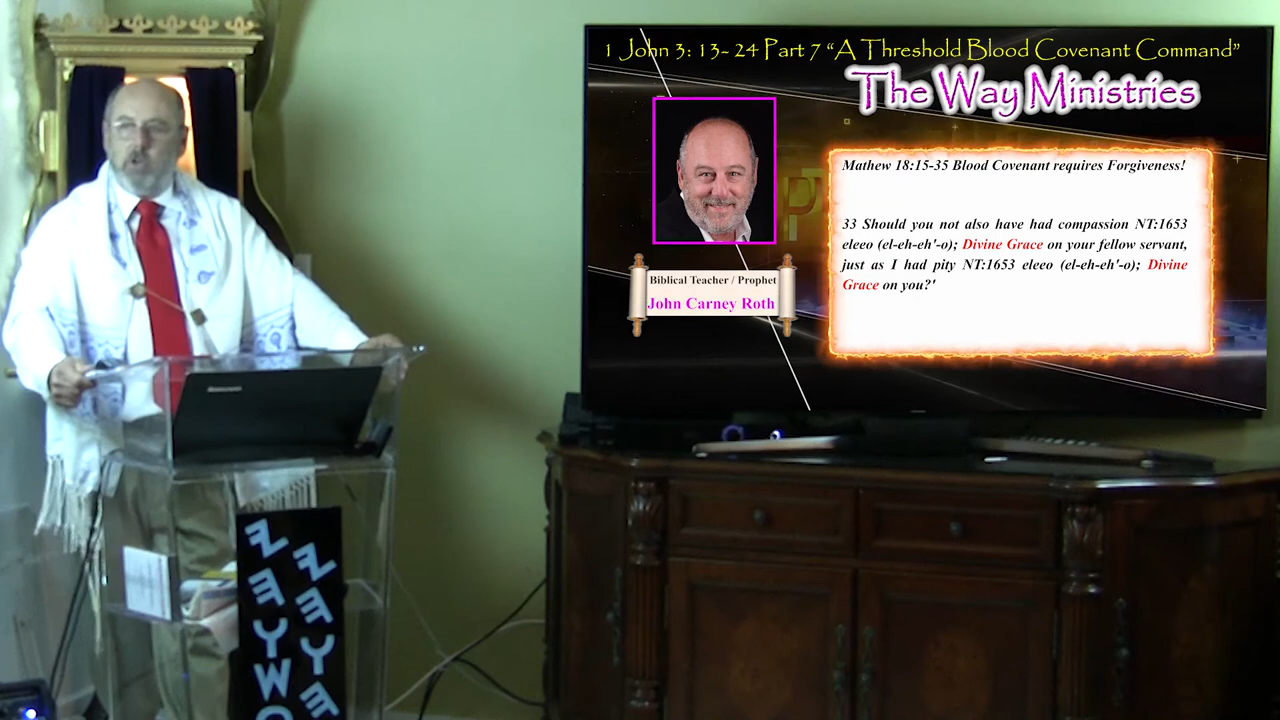 1 John 3: 13- 24 Part 7 “A Threshold Blood Covenant Command”
The Way Ministries
Mathew 18:15-35 Blood Covenant requires Forgiveness!
33 Should you not also have had compassion NT:1653
eleeo (el-eh-eh'-o); Divine Grace on your fellow servant,
just as I had pity NT:1653 eleeo (el-eh-eh'-o); Divine
Grace on you?'
Biblical Teacher / Prophet
John Carney Roth
lenovo
𐤉𐤄𐤅𐤄
𐤉𐤄𐤅𐤔𐤏